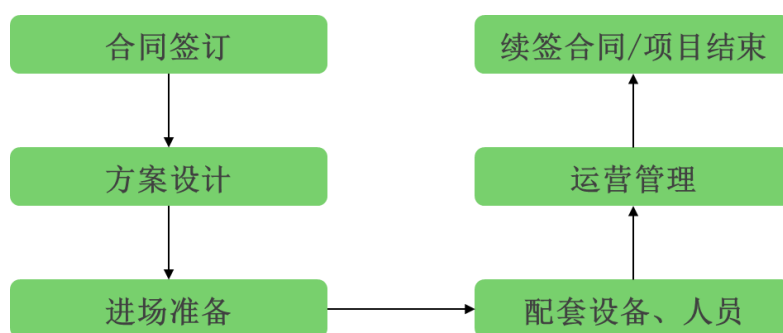 合同签订
方案设计
进场准备
配套设备、人员
运营管理
续签合同/项目结束